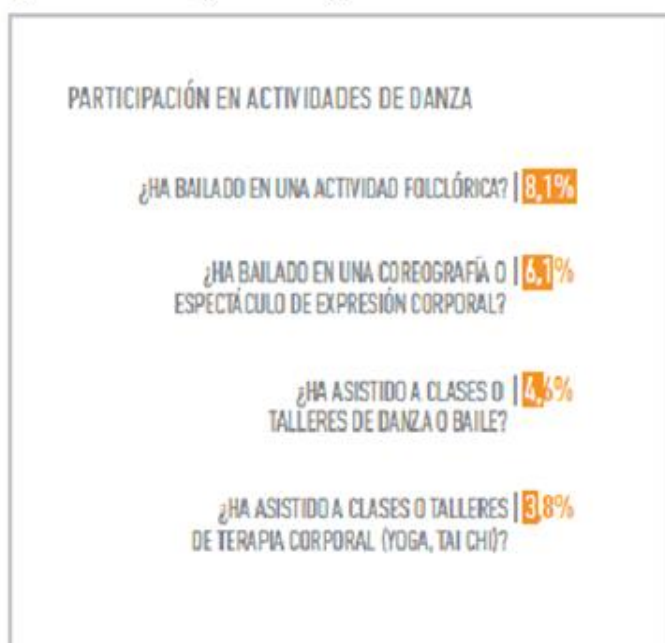 PARTICIPACIÓN EN ACTIVIDADES DE DANZA
¿HA BAILADO EN UNA ACTIVIDAD FOLCLÓRICA? 8,1%
¿HA BAILADO EN UNA COREOGRAFÍA O 6,1%
ESPECTÁCULO DE EXPRESIÓN CORPORAL?
¿HA ASISTIDO A CLASES O 4,6%
TALLERES DE DANZA O BAILE?
¿HA ASISTIDO A CLASES O TALLERES 3,8%
DE TERAPIA CORPORAL (YOGA, TAI CHI)?